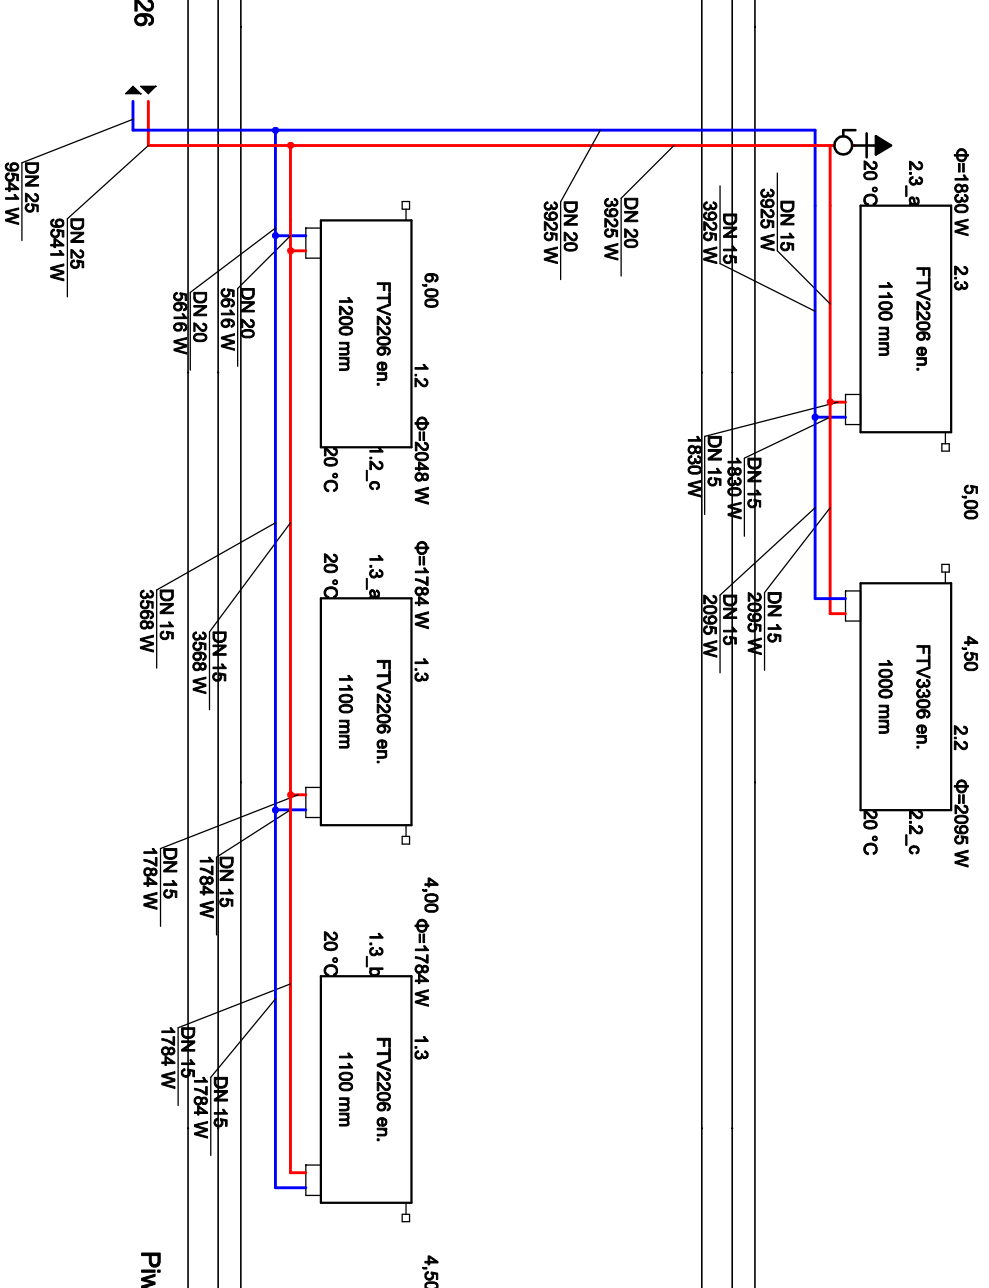 26
DN 25
9541 W
DN 25
9541 W
Φ=1830 W
2.3
2.3_a
20 °C
FTV2206 en.
1100 mm
5,00
4,50
2.2
Φ=2095 W
FTV3306 en.
1000 mm
2.2_c
20 °C
DN 15
3925 W
DN 15
3925 W
DN 20
3925 W
DN 20
3925 W
DN 15
1830 W
DN 15
1830 W
DN 15
2095 W
DN 15
2095 W
6,00
1.2
Φ=2048 W
FTV2206 en.
1200 mm
1.2_c
20 °C
Φ=1784 W
1.3
1.3_a
20 °C
FTV2206 en.
1100 mm
4,00
Φ=1784 W
1.3
1.3_b
20 °C
FTV2206 en.
1100 mm
4,50
DN 20
5616 W
DN 20
5616 W
DN 15
3568 W
DN 15
3568 W
DN 15
1784 W
DN 15
1784 W
DN 15
1784 W
DN 15
1784 W
Piw